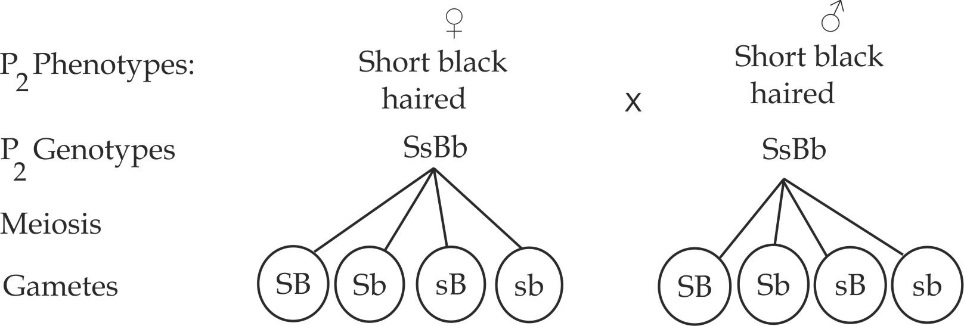 ♀ ♂
P2 Phenotypes: Short black haired x Short black haired
P2 Genotypes SsBb SsBb
Meiosis
Gametes SB Sb sB sb SB Sb sB sb